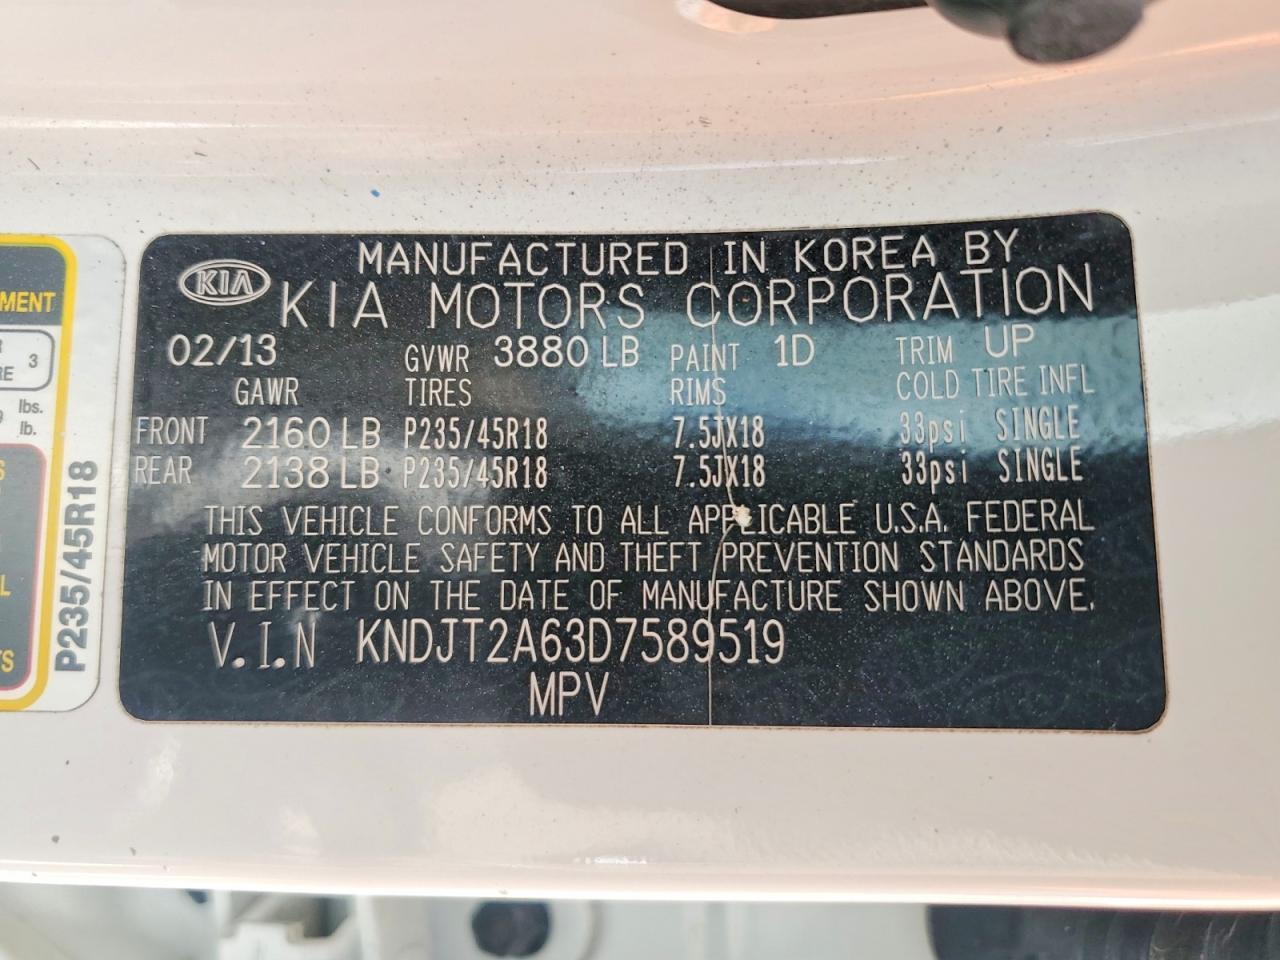 KIA
MANUFACTURED IN KOREA BY
KIA MOTORS CORPORATION
02/13 GVWR 3880 LB PAINT 1D TRIM UP
GAWR TIRES RIMS COLD TIRE INFL
FRONT 2160 LB P235/45R18 7.5JX18 33psi SINGLE
REAR 2138 LB P235/45R18 7.5JX18 33psi SINGLE
THIS VEHICLE CONFORMS TO ALL APPLICABLE U.S.A. FEDERAL
MOTOR VEHICLE SAFETY AND THEFT PREVENTION STANDARDS
IN EFFECT ON THE DATE OF MANUFACTURE SHOWN ABOVE.
V.I.N KNDJT2A63D7589519
MPV
3
lbs.
lb.
P235/45R18